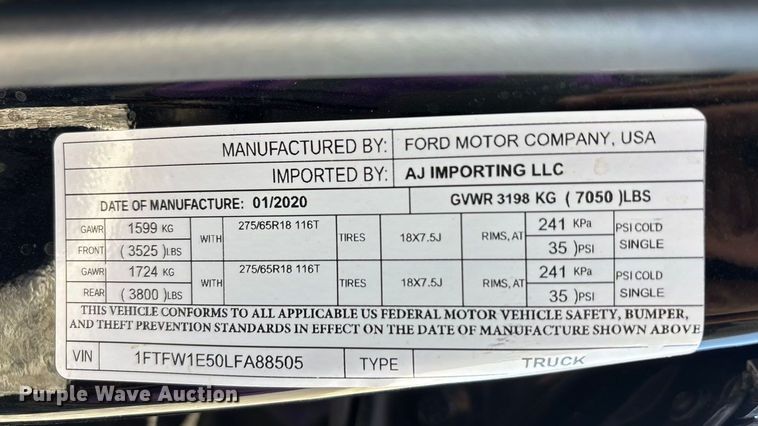 MANUFACTURED BY: FORD MOTOR COMPANY, USA
IMPORTED BY: AJ IMPORTING LLC
DATE OF MANUFACTURE: 01/2020 GVWR 3198 KG ( 7050 )LBS
GAWR 1599 KG WITH 275/65R18 116T TIRES 18X7.5J RIMS, AT 241 KPa PSI COLD
FRONT ( 3525 )LBS 35 )PSI SINGLE
GAWR 1724 KG WITH 275/65R18 116T TIRES 18X7.5J RIMS, AT 241 KPa PSI COLD
REAR ( 3800 )LBS 35 )PSI SINGLE
THIS VEHICLE CONFORMS TO ALL APPLICABLE US FEDERAL MOTOR VEHICLE SAFETY, BUMPER,
AND THEFT PREVENTION STANDARDS IN EFFECT ON THE DATE OF MANUFACTURE SHOWN ABOVE
VIN 1FTFW1E50LFA88505 TYPE TRUCK
Purple Wave Auction